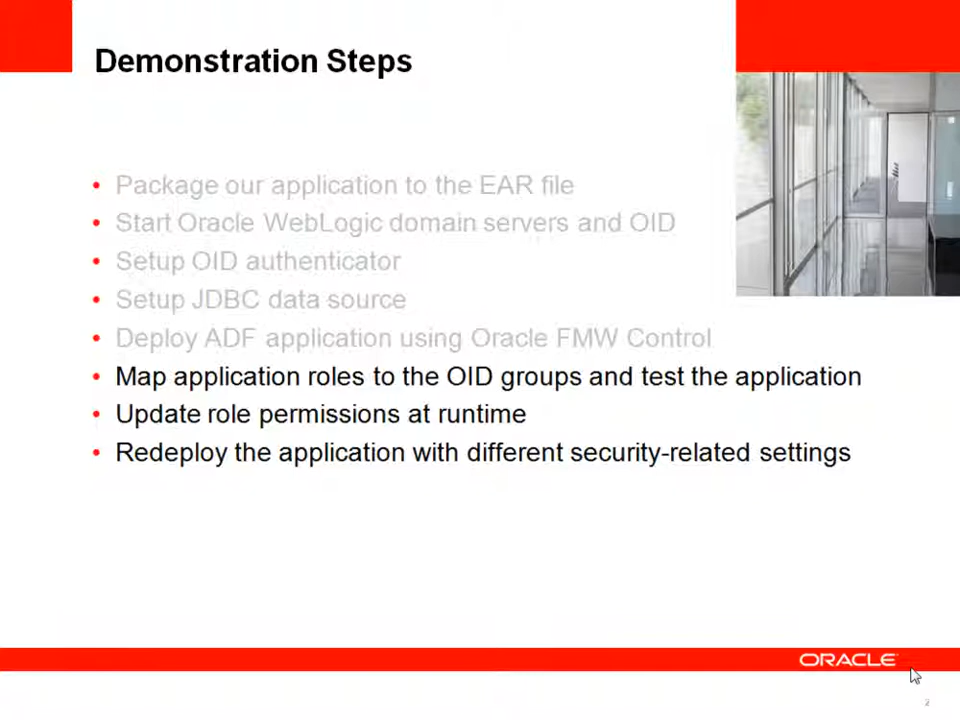 Demonstration Steps
• Package our application to the EAR file
• Start Oracle WebLogic domain servers and OID
• Setup OID authenticator
• Setup JDBC data source
• Deploy ADF application using Oracle FMW Control
• Map application roles to the OID groups and test the application
• Update role permissions at runtime
• Redeploy the application with different security-related settings
ORACLE
2